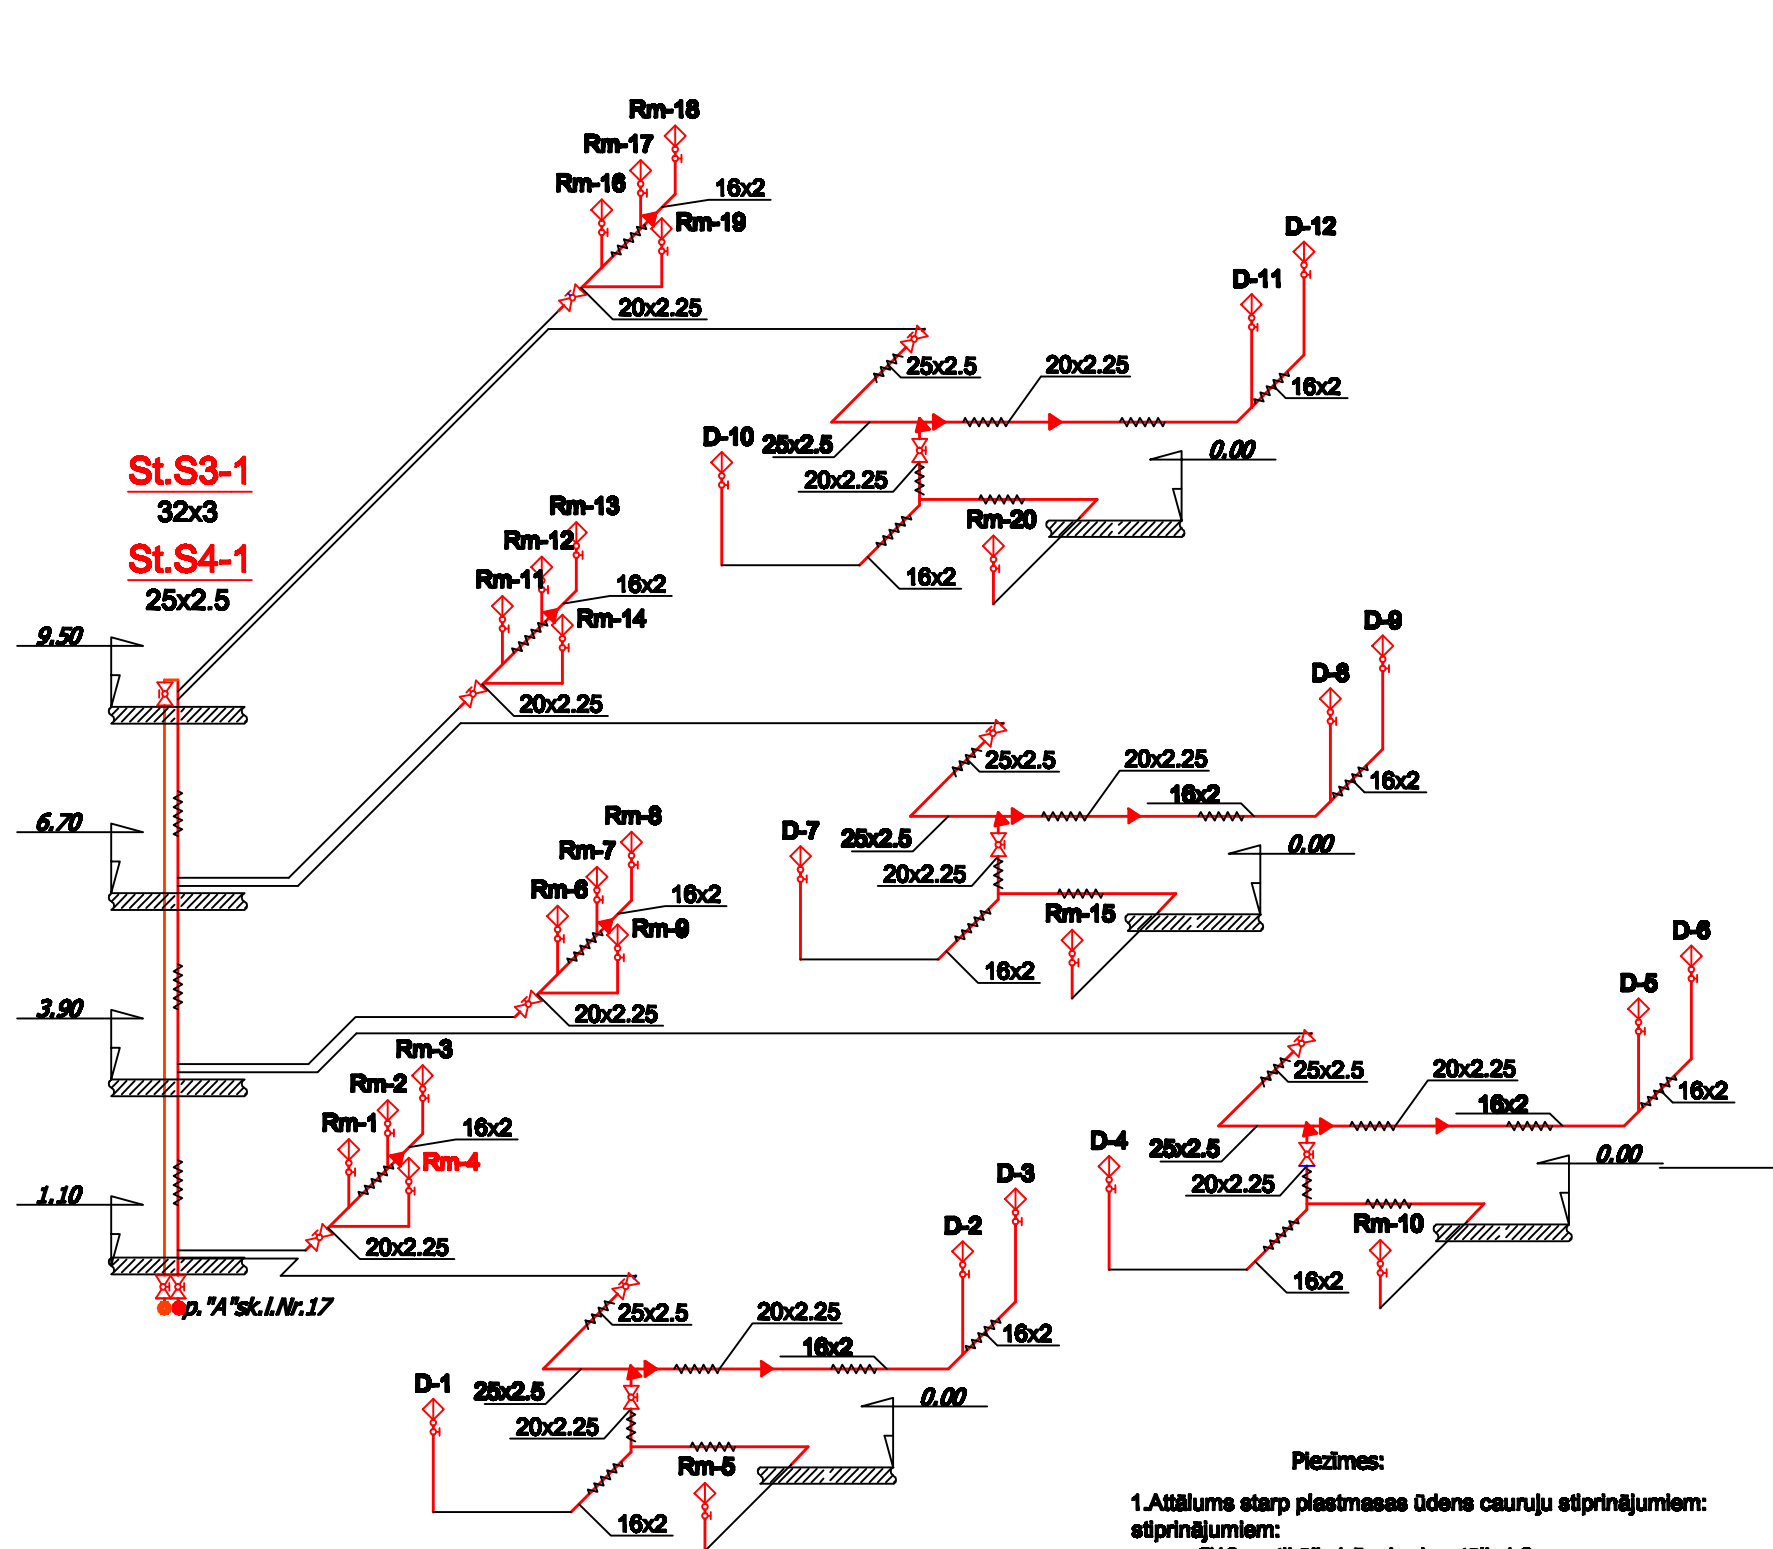 Rm-18
Rm-17
Rm-16
16x2
Rm-19
20x2.25
D-12
D-11
25x2.5
20x2.25
16x2
D-10
25x2.5
20x2.25
0.00
Rm-20
16x2
St.S3-1
32x3
St.S4-1
25x2.5
Rm-13
Rm-12
Rm-11
16x2
Rm-14
20x2.25
9.50
D-9
D-8
25x2.5
20x2.25
16x2
16x2
D-7
25x2.5
20x2.25
0.00
Rm-15
16x2
6.70
Rm-8
Rm-7
Rm-6
16x2
Rm-9
20x2.25
3.90
D-6
D-5
25x2.5
20x2.25
16x2
16x2
D-4
25x2.5
20x2.25
0.00
Rm-10
16x2
Rm-3
Rm-2
Rm-1
16x2
Rm-4
20x2.25
1.10
p."A"sk.l.Nr.17
D-3
D-2
25x2.5
20x2.25
16x2
16x2
D-1
25x2.5
20x2.25
0.00
Rm-5
16x2
Piezīmes:
1.Attālums starp plastmasas ūdens cauruļu stiprinājumiem:
stiprinājumiem: